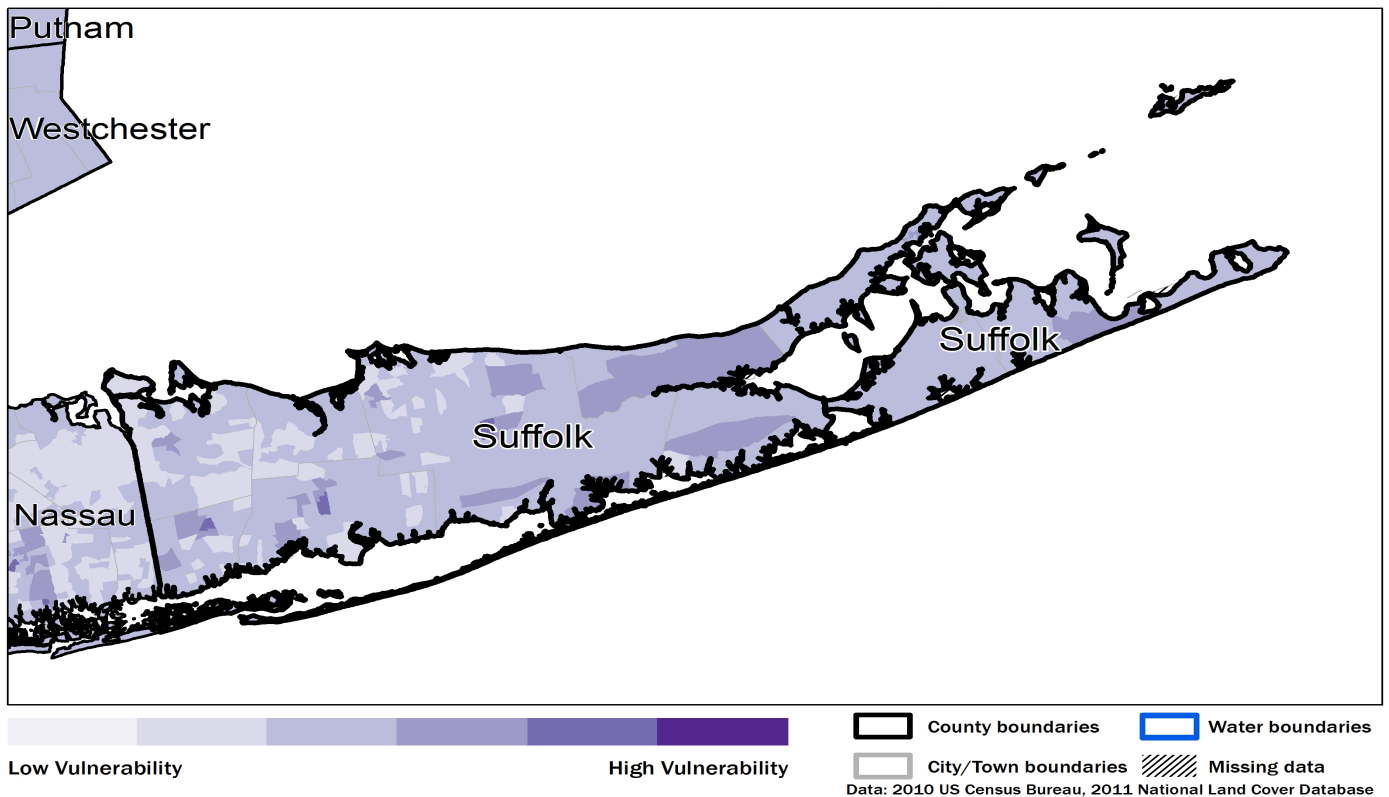 Putnam
Westchester
Suffolk
Suffolk
Nassau
Low Vulnerability
High Vulnerability
County boundaries
Water boundaries
City/Town boundaries
Missing data
Data: 2010 US Census Bureau, 2011 National Land Cover Database